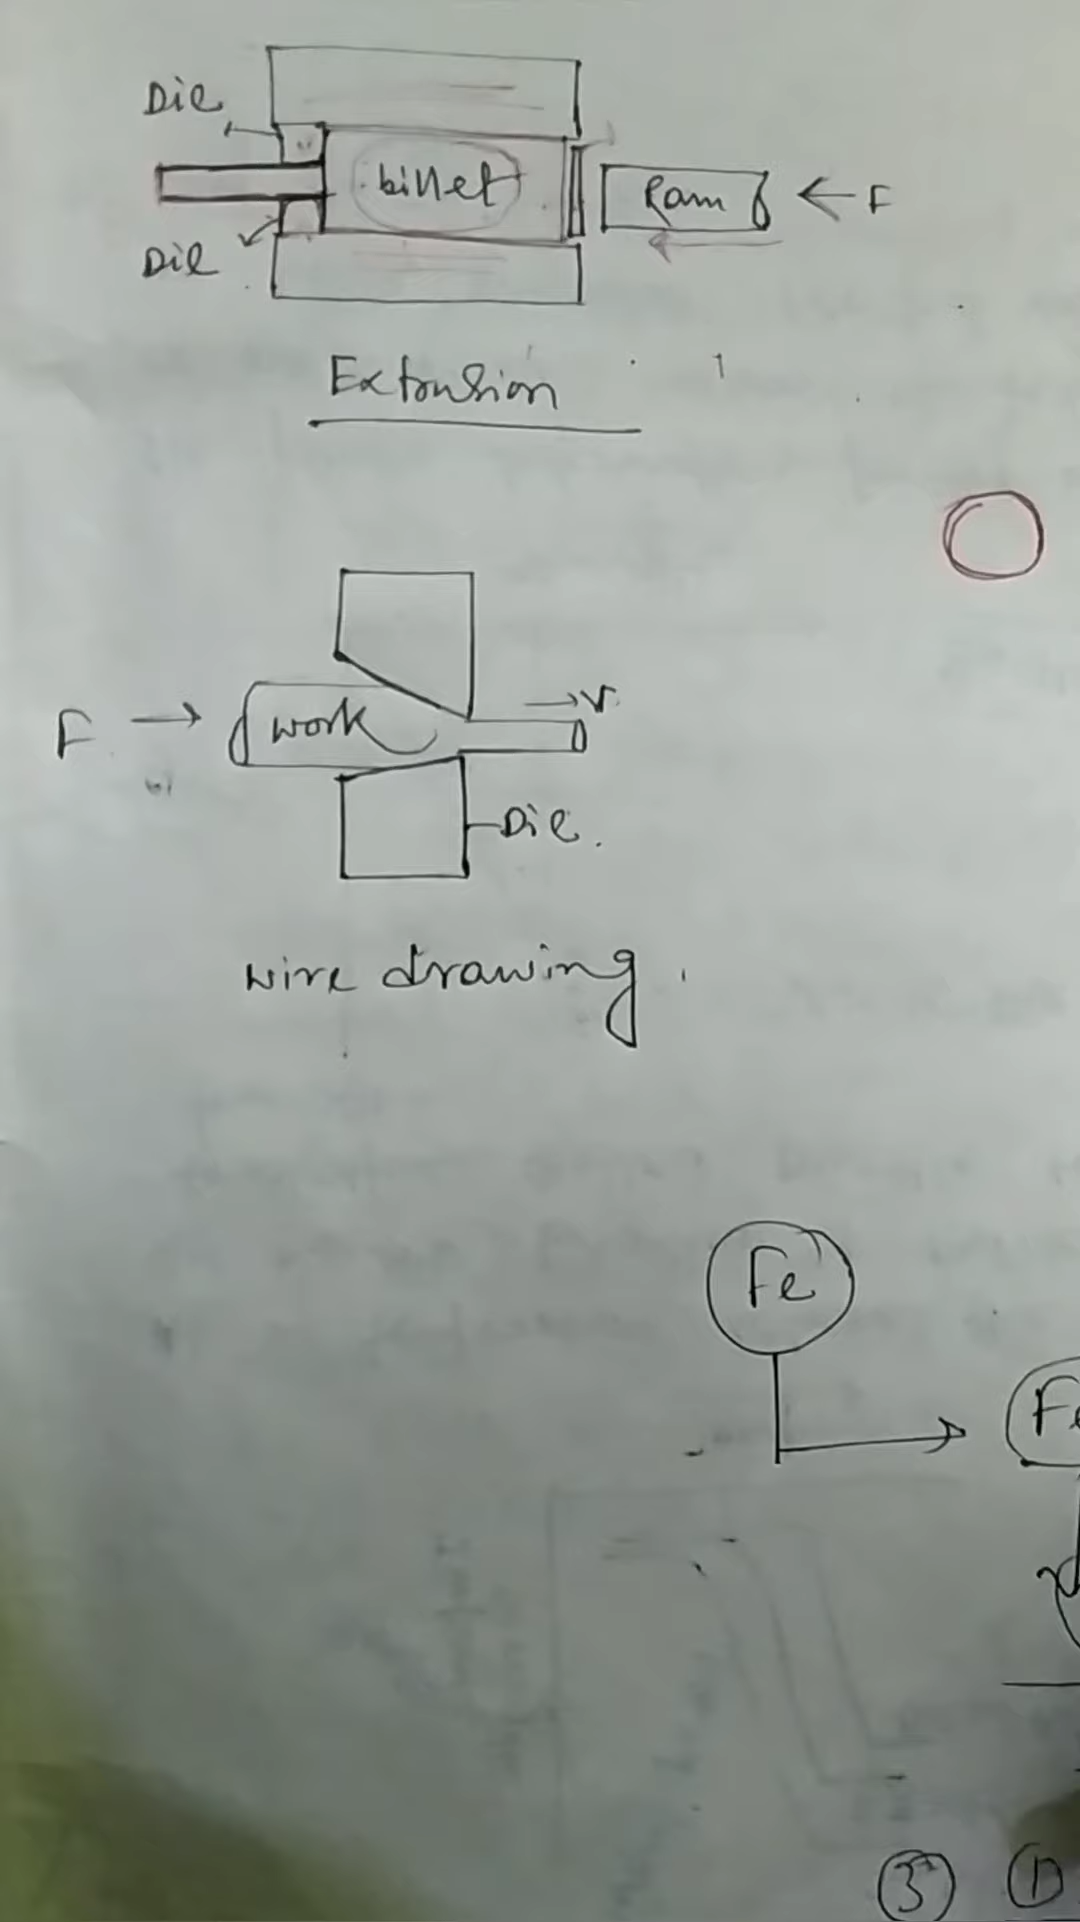 Die
billet
Ram
← F
Die
Extrusion
F →
work
→ V
Die.
wire drawing.
Fe
3
1